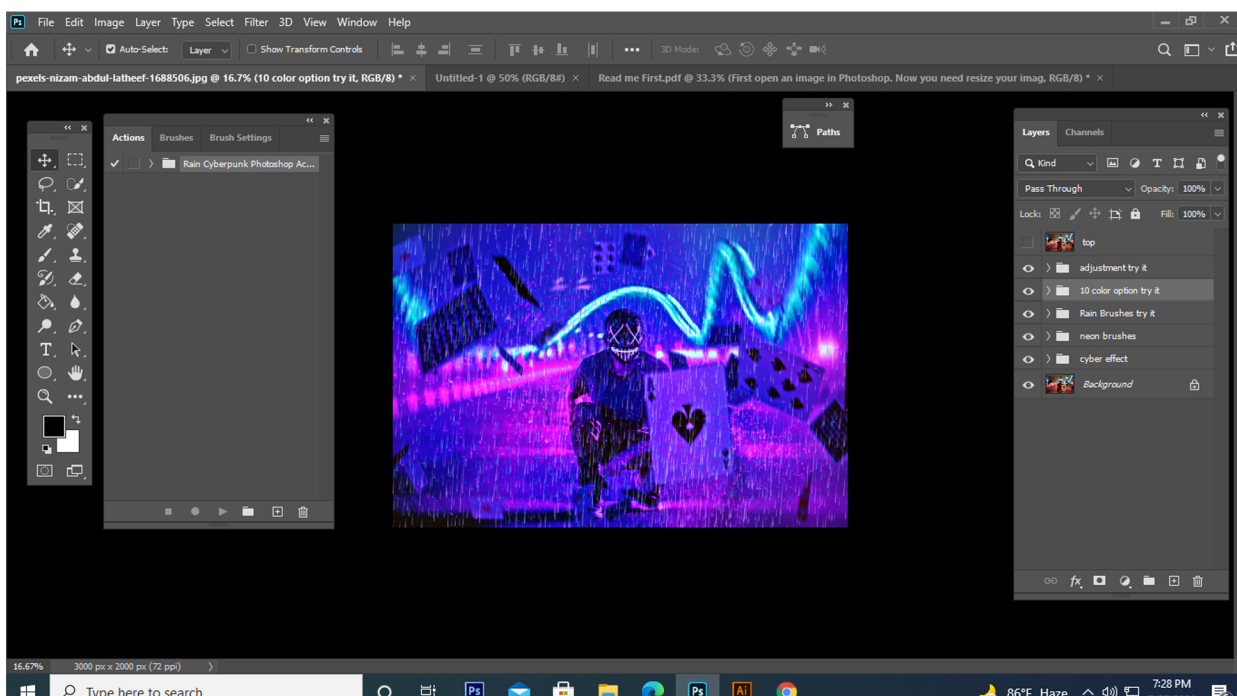 Ps File Edit Image Layer Type Select Filter 3D View Window Help
Auto-Select: Layer Show Transform Controls 3D Mode:
pexels-nizam-abdul-latheef-1688506.jpg @ 16.7% (10 color option try it, RGB/8) * × Untitled-1 @ 50% (RGB/8#) × Read me First.pdf @ 33.3% (First open an image in Photoshop. Now you need resize your imag, RGB/8) * ×
Paths
Actions Brushes Brush Settings
Rain Cyberpunk Photoshop Ac...
Layers Channels
Kind
Pass Through Opacity: 100%
Lock: Fill: 100%
top
adjustment try it
10 color option try it
Rain Brushes try it
neon brushes
cyber effect
Background
16.67% 3000 px x 2000 px (72 ppi)
Type here to search Ps Ps Ai 86°F Haze 7:28 PM